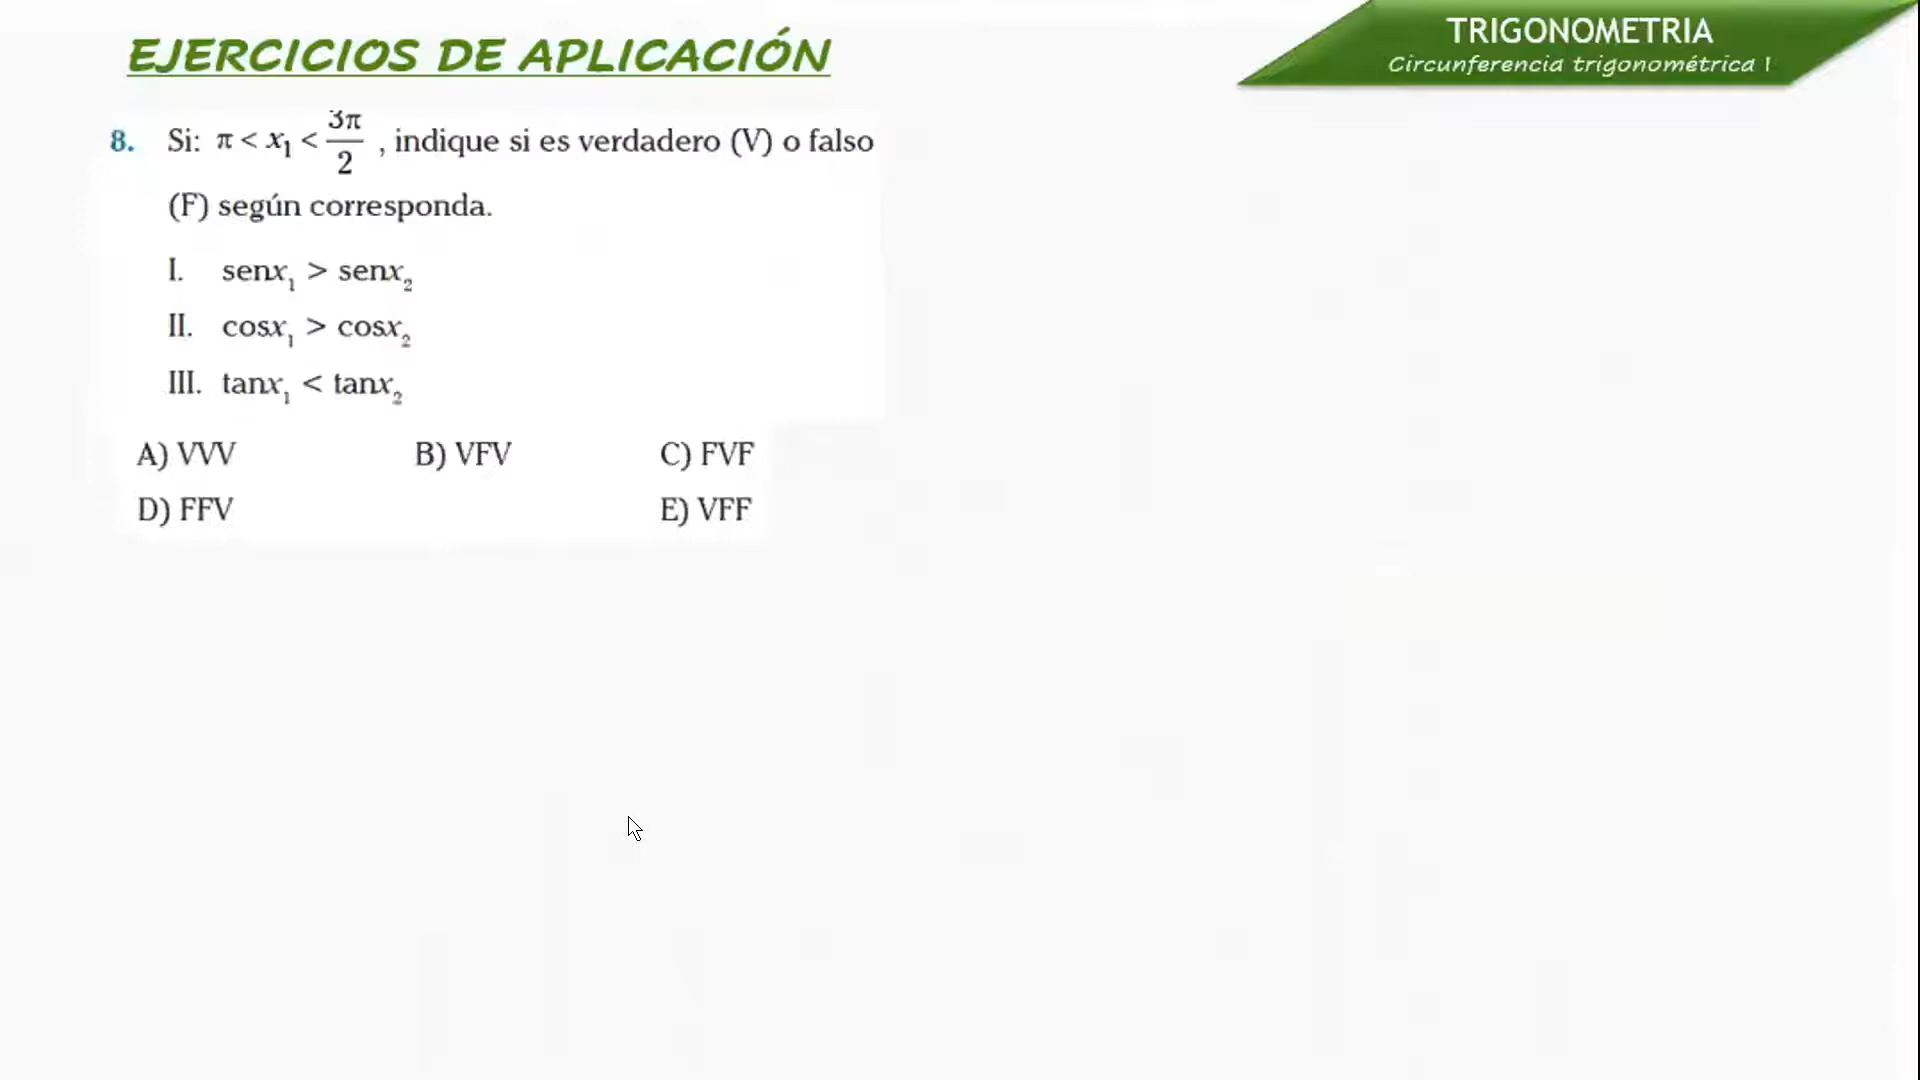 EJERCICIOS DE APLICACIÓN
TRIGONOMETRIA
Circunferencia trigonométrica I
8. Si: π < x₁ < 3π/2 , indique si es verdadero (V) o falso
(F) según corresponda.
I. senx₁ > senx₂
II. cosx₁ > cosx₂
III. tanx₁ < tanx₂
A) VVV B) VFV C) FVF
D) FFV E) VFF